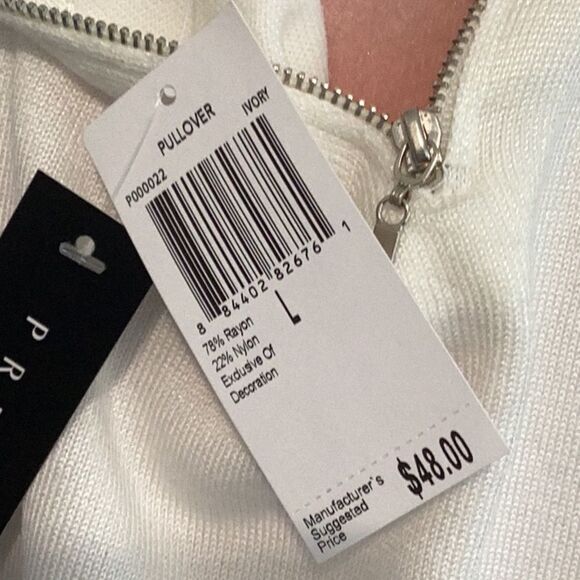 PULLOVER
P000022
IVORY
8 84402 82676 1
L
78% Rayon
22% Nylon
Exclusive Of
Decoration
Manufacturer's
Suggested
Price
$48.00